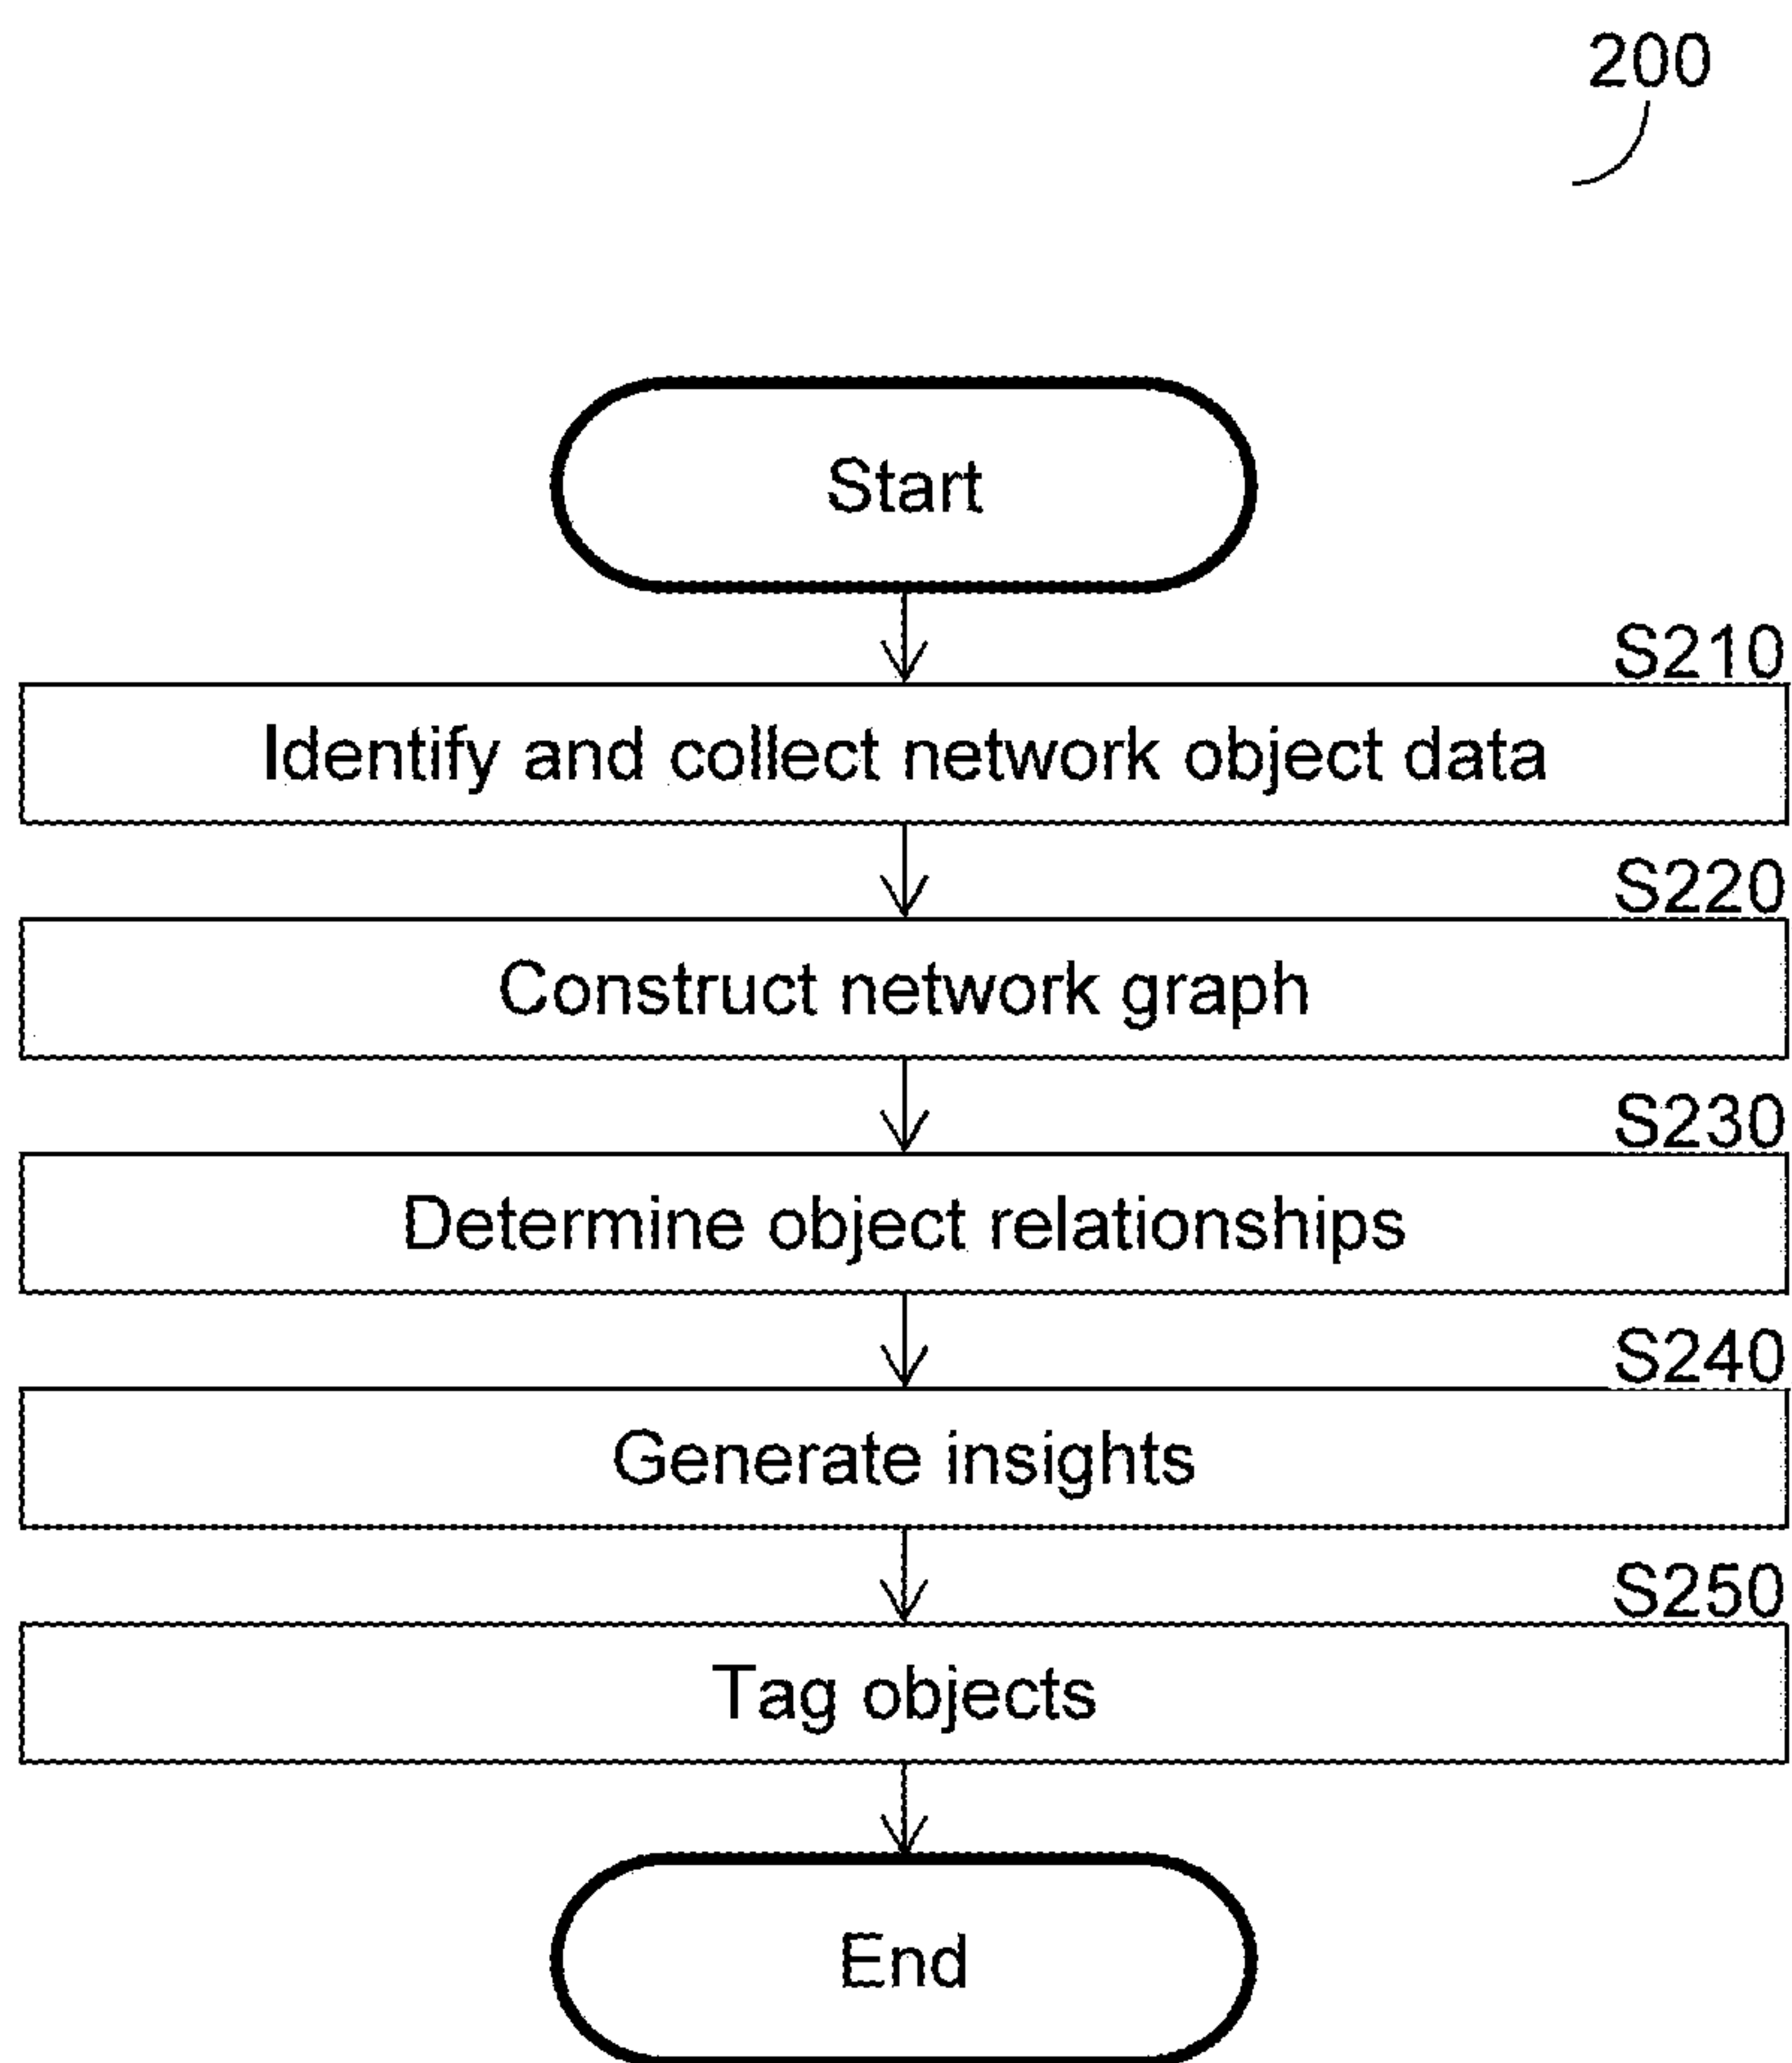 200
Start
S210
Identify and collect network object data
S220
Construct network graph
S230
Determine object relationships
S240
Generate insights
S250
Tag objects
End